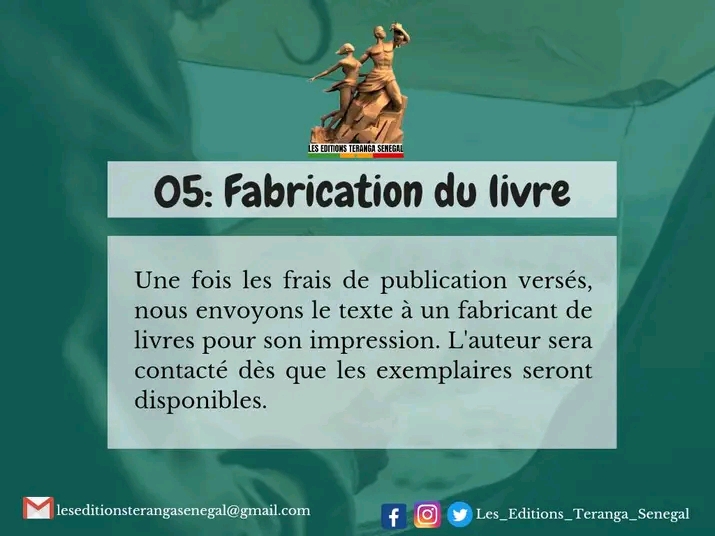 LES EDITIONS TERANGA SENEGAL
05: Fabrication du livre
Une fois les frais de publication versés,
nous envoyons le texte à un fabricant de
livres pour son impression. L'auteur sera
contacté dès que les exemplaires seront
disponibles.
leseditionsterangasenegal@gmail.com
Les_Editions_Teranga_Senegal